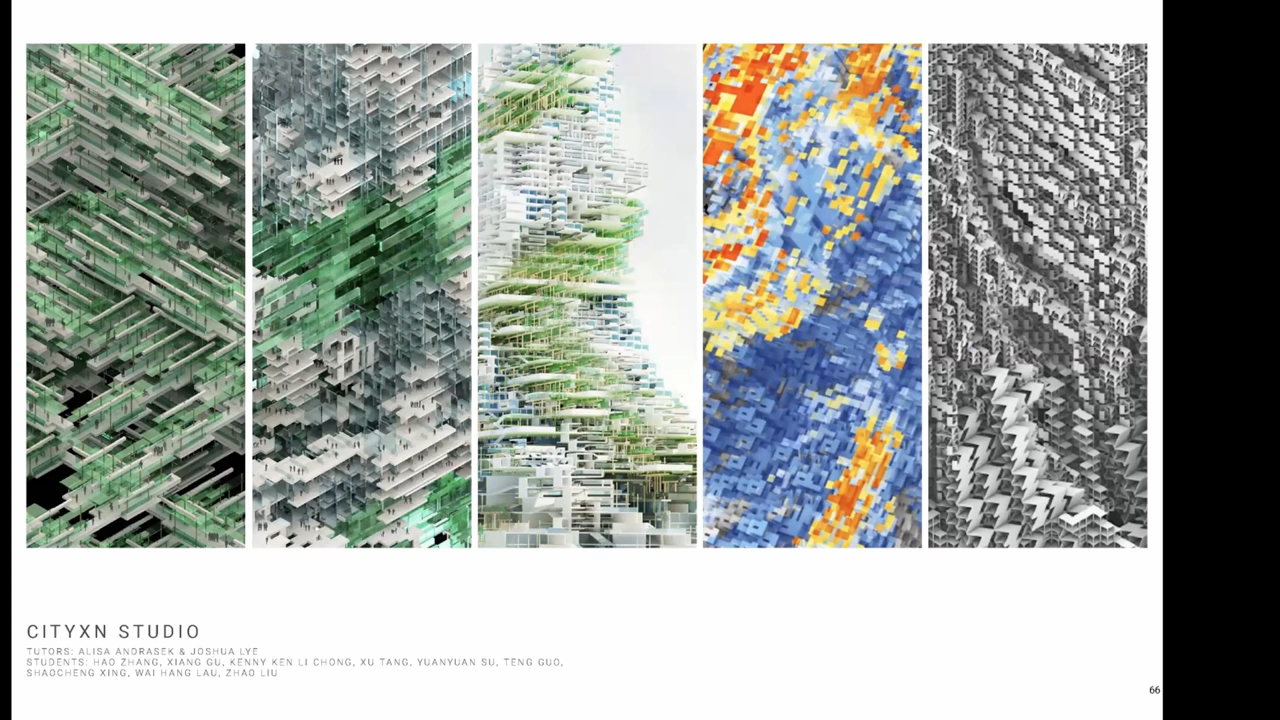 CITYXN STUDIO
TUTORS: ALISA ANDRASEK & JOSHUA LYE
STUDENTS: HAO ZHANG, XIANG GU, KENNY KEN LI CHONG, XU TANG, YUANYUAN SU, TENG GUO,
SHAOCHENG XING, WAI HANG LAU, ZHAO LIU
66